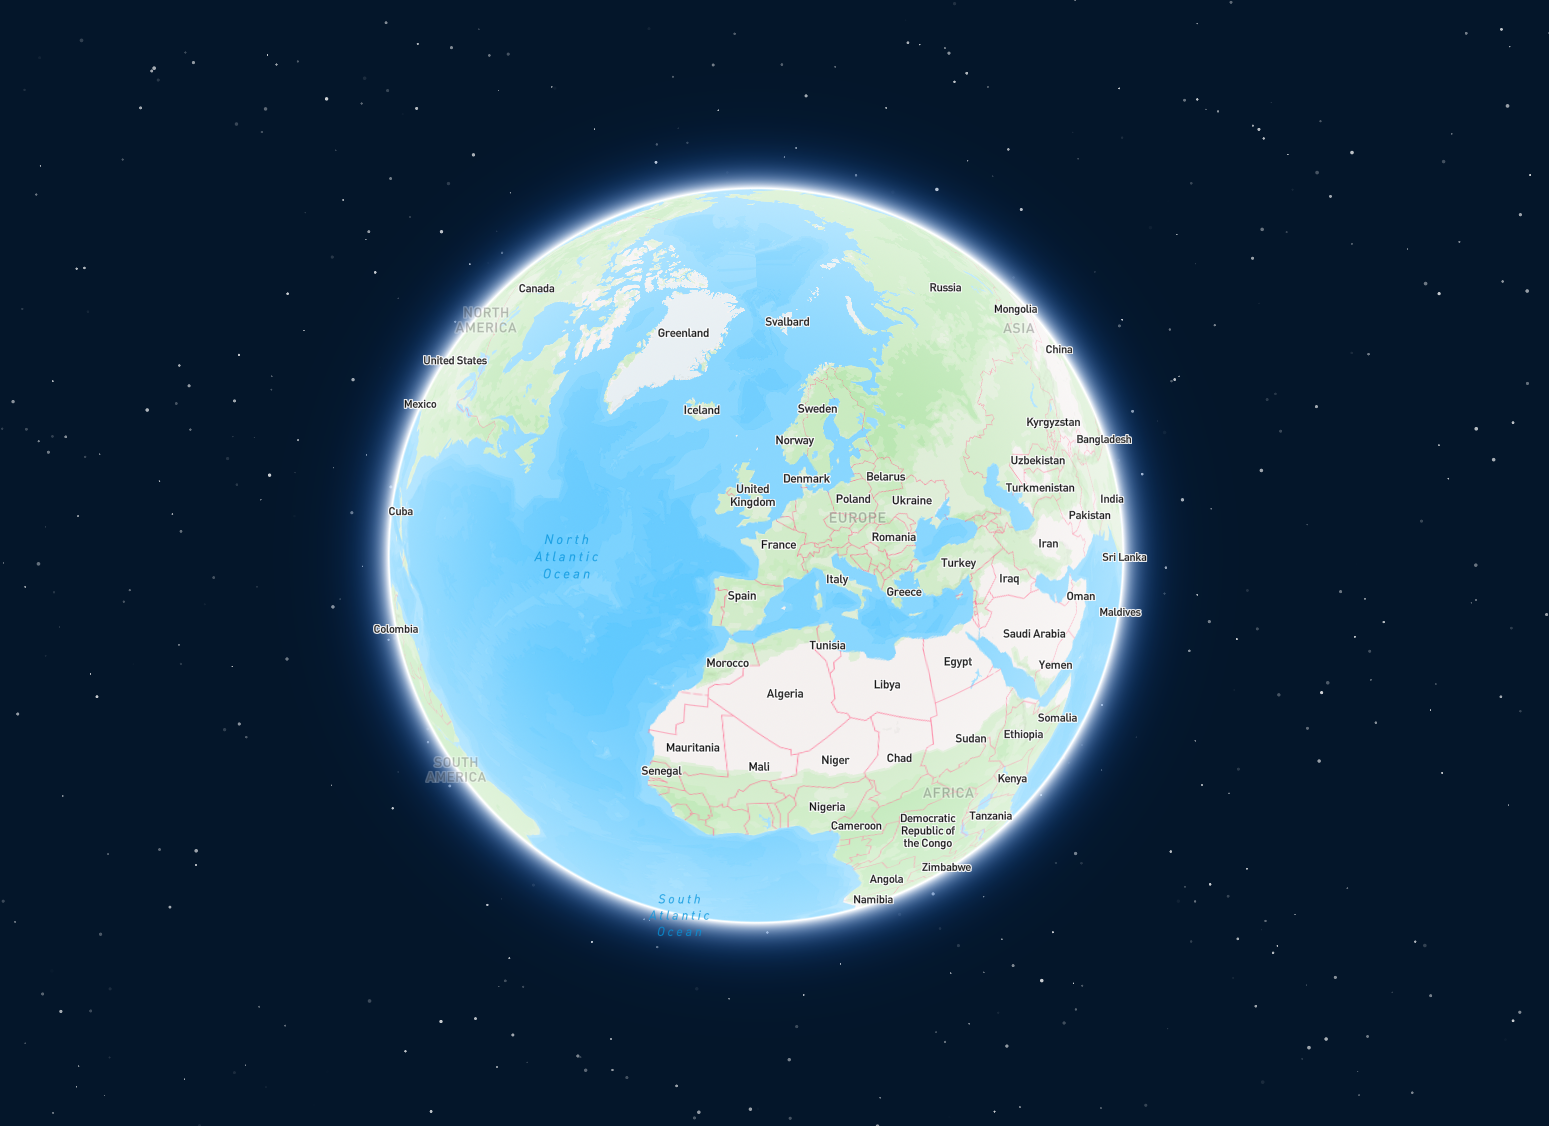 Canada
Russia
NORTH
AMERICA
Mongolia
ASIA
Svalbard
Greenland
China
United States
Mexico
Iceland
Sweden
Kyrgyzstan
Norway
Bangladesh
Uzbekistan
Denmark
Belarus
Turkmenistan
United
Kingdom
Poland
Ukraine
India
Cuba
EUROPE
Pakistan
Romania
North
Atlantic
Ocean
France
Iran
Sri Lanka
Turkey
Italy
Iraq
Spain
Greece
Oman
Maldives
Colombia
Saudi Arabia
Tunisia
Morocco
Egypt
Yemen
Libya
Algeria
Somalia
Ethiopia
Sudan
Mauritania
Chad
Niger
Mali
Senegal
SOUTH
AMERICA
Kenya
AFRICA
Nigeria
Tanzania
Cameroon
Democratic
Republic of
the Congo
Zimbabwe
Angola
Namibia
South
Atlantic
Ocean